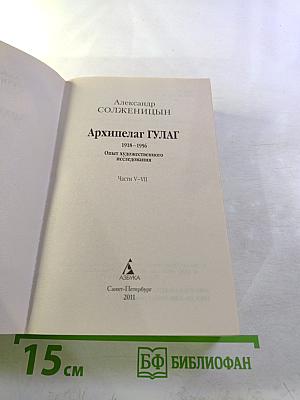 Александр
СОЛЖЕНИЦЫН
Архипелаг ГУЛАГ
1918–1956
Опыт художественного
исследования
Части V–VII
АЗБУКА
Санкт-Петербург
2011
15 см
БФ БИБЛИОФАН